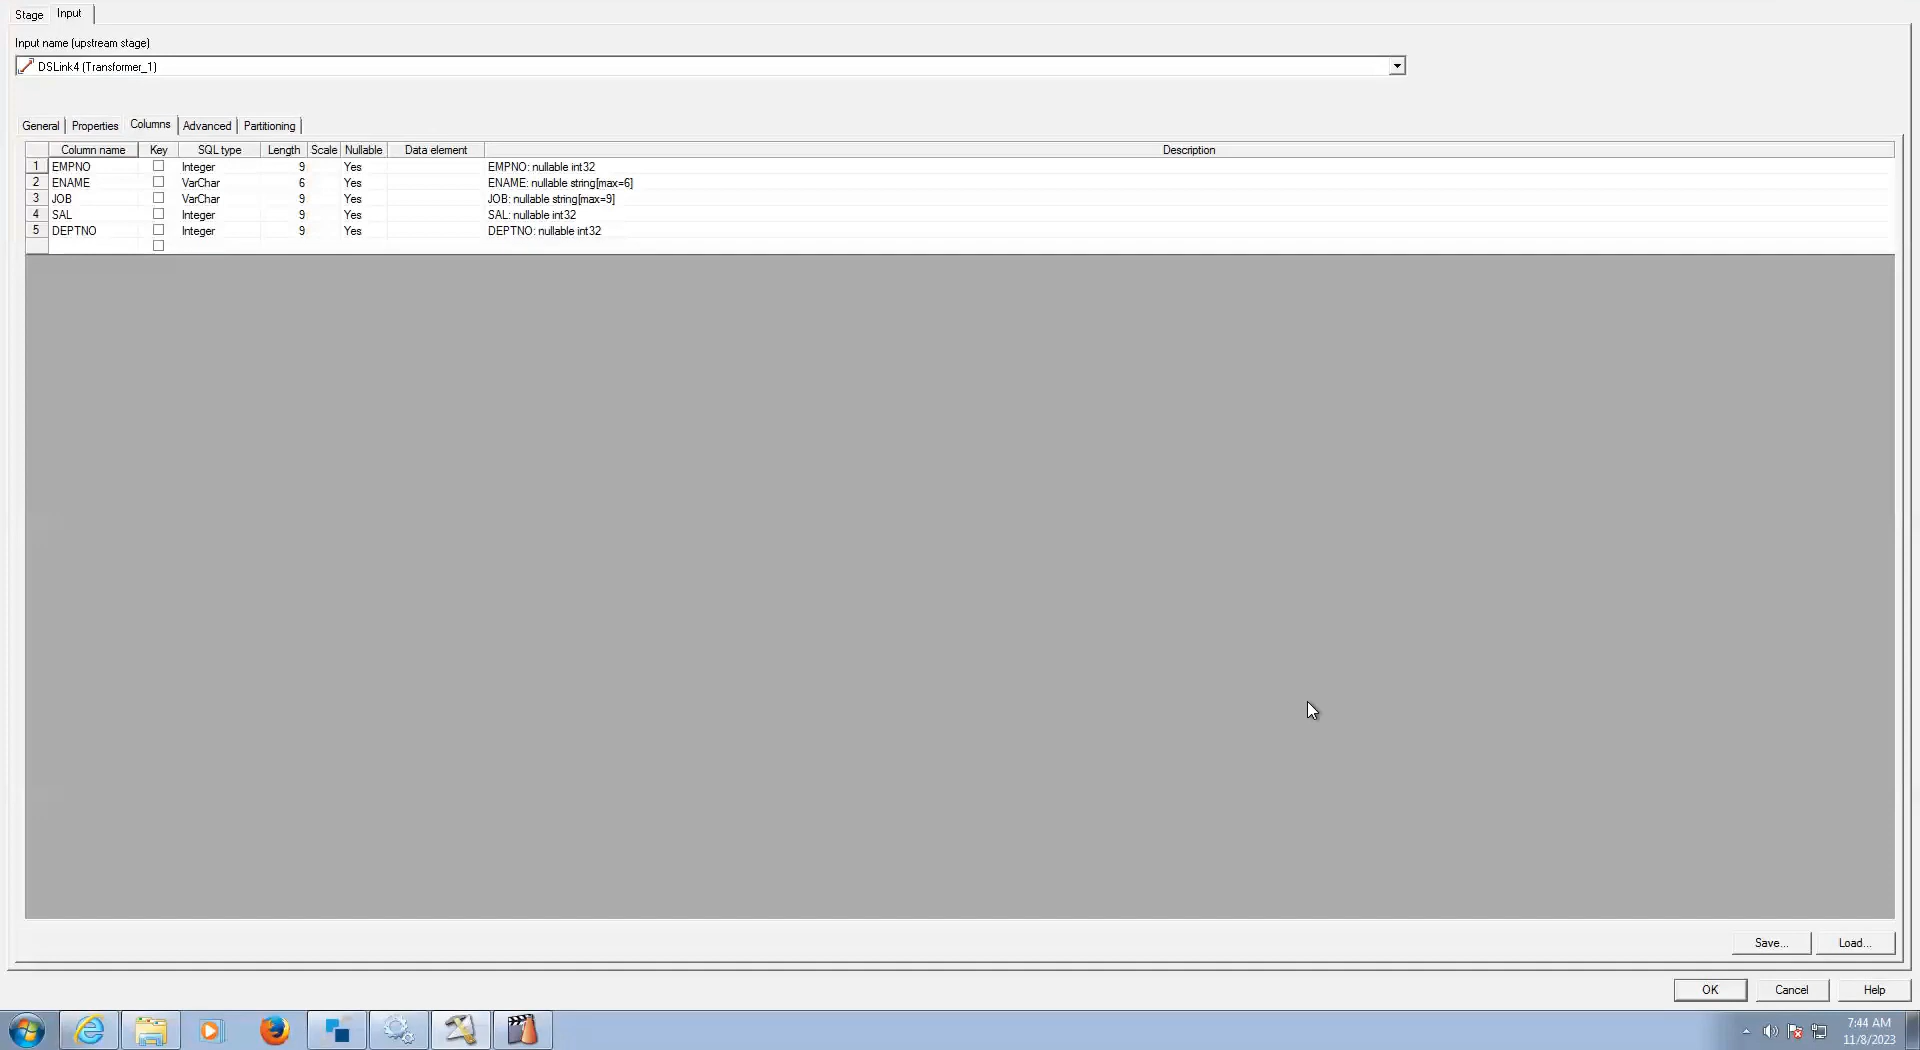 Stage Input
Input name (upstream stage)
DSLink4 (Transformer_1)
General Properties Columns Advanced Partitioning
Column name Key SQL type Length Scale Nullable Data element Description
1 EMPNO Integer 9 Yes EMPNO: nullable int32
2 ENAME VarChar 6 Yes ENAME: nullable string[max=6]
3 JOB VarChar 9 Yes JOB: nullable string[max=9]
4 SAL Integer 9 Yes SAL: nullable int32
5 DEPTNO Integer 9 Yes DEPTNO: nullable int32
Save... Load...
OK Cancel Help
7:44 AM
11/8/2023